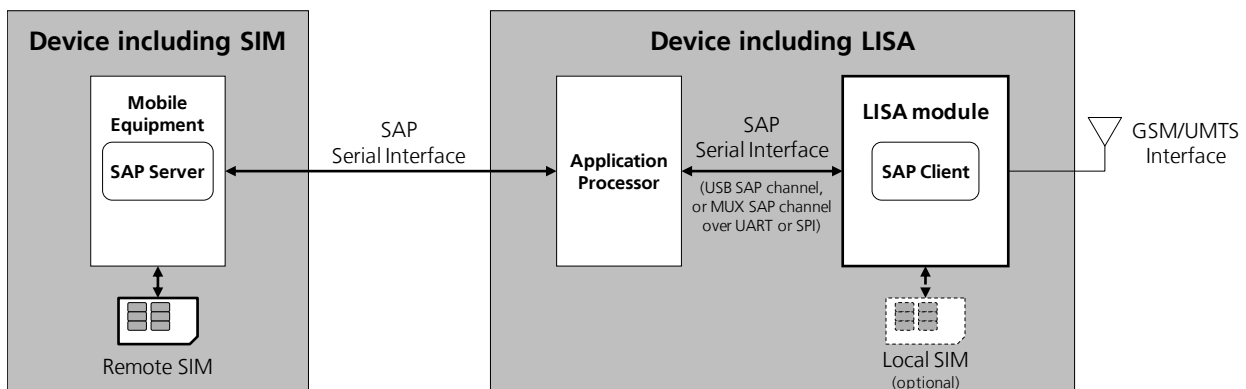 Device including SIM
Mobile
Equipment
SAP Server
Remote SIM
SAP
Serial Interface
Device including LISA
Application
Processor
SAP
Serial Interface
(USB SAP channel,
or MUX SAP channel
over UART or SPI)
LISA module
SAP Client
Local SIM
(optional)
GSM/UMTS
Interface